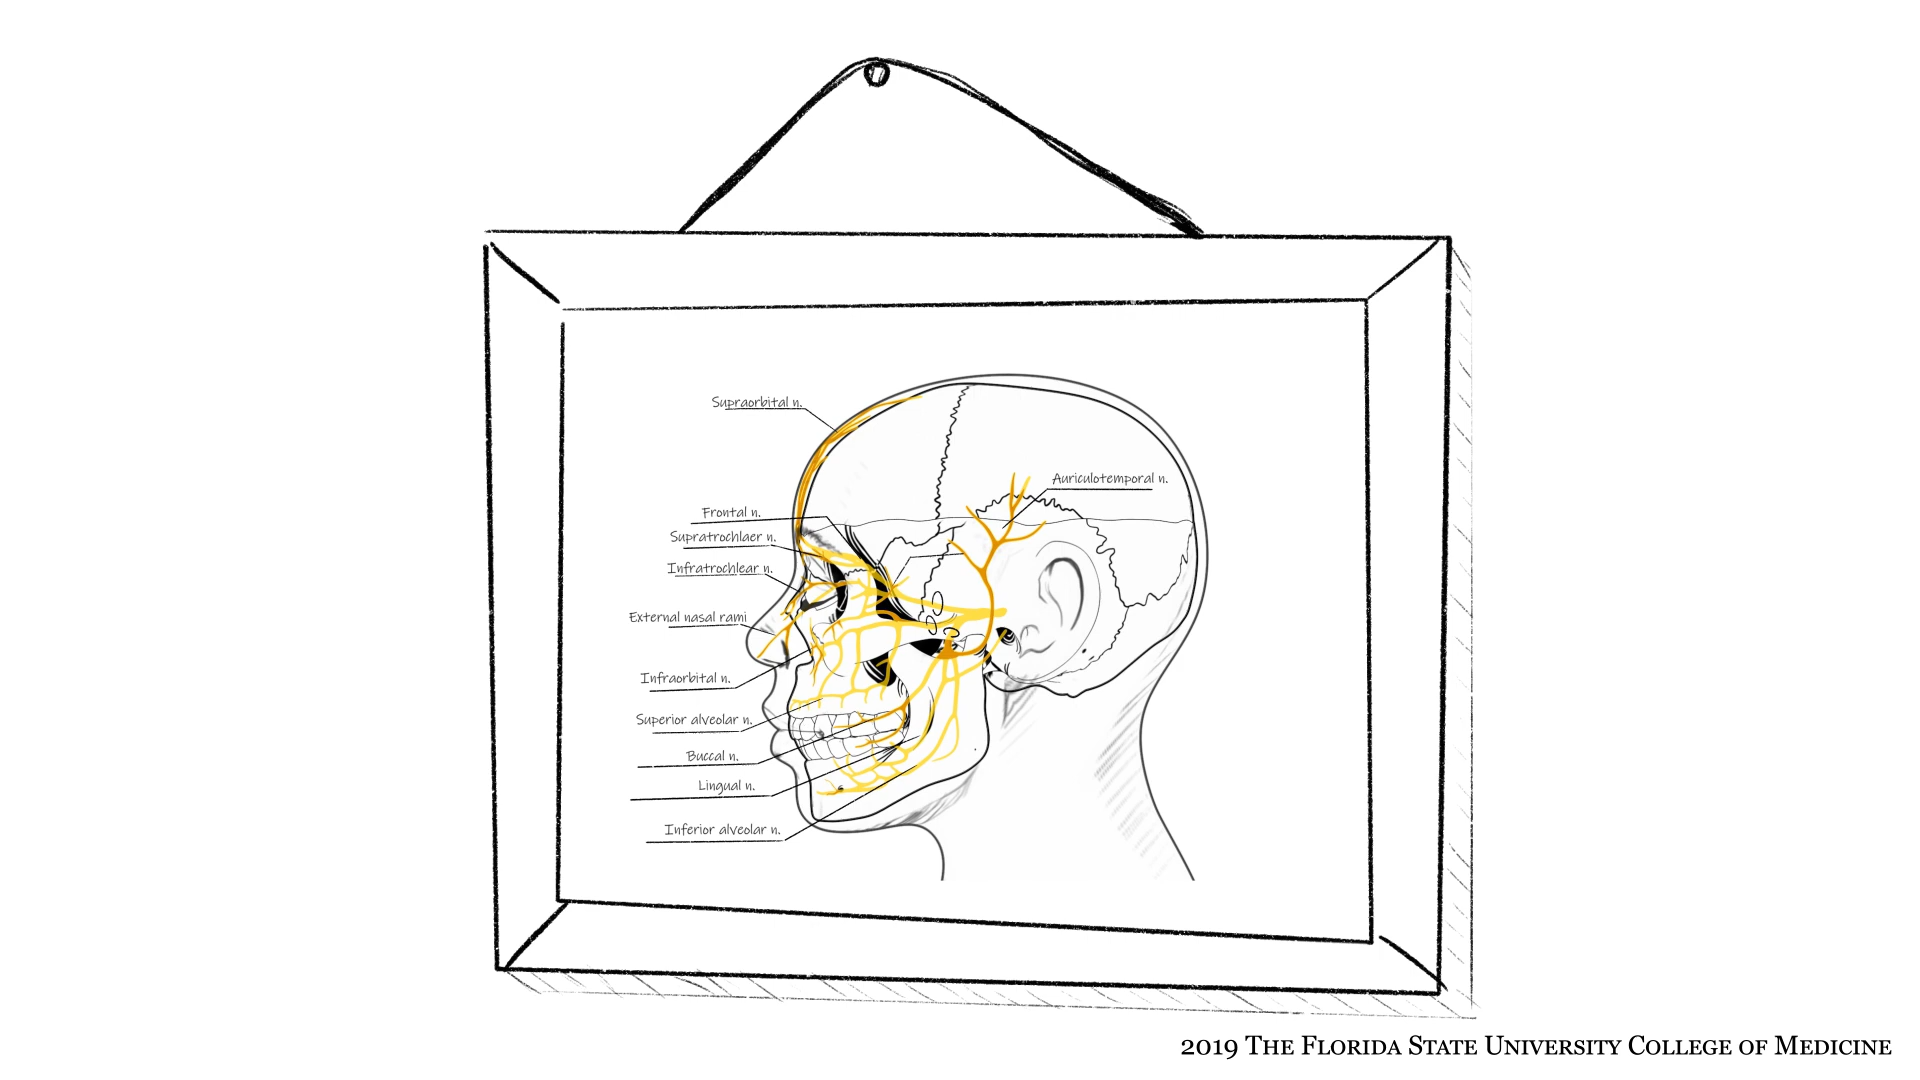 Supraorbital n.
Auriculotemporal n.
Frontal n.
Supratrochlaer n.
Infratrochlear n.
External nasal rami
Infraorbital n.
Superior alveolar n.
Buccal n.
Lingual n.
Inferior alveolar n.
2019 The Florida State University College of Medicine